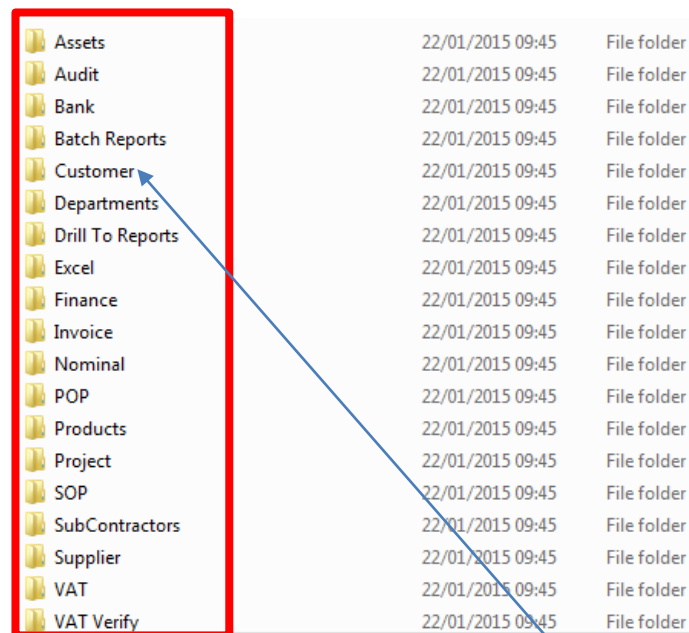 Assets 22/01/2015 09:45 File folder
Audit 22/01/2015 09:45 File folder
Bank 22/01/2015 09:45 File folder
Batch Reports 22/01/2015 09:45 File folder
Customer 22/01/2015 09:45 File folder
Departments 22/01/2015 09:45 File folder
Drill To Reports 22/01/2015 09:45 File folder
Excel 22/01/2015 09:45 File folder
Finance 22/01/2015 09:45 File folder
Invoice 22/01/2015 09:45 File folder
Nominal 22/01/2015 09:45 File folder
POP 22/01/2015 09:45 File folder
Products 22/01/2015 09:45 File folder
Project 22/01/2015 09:45 File folder
SOP 22/01/2015 09:45 File folder
SubContractors 22/01/2015 09:45 File folder
Supplier 22/01/2015 09:45 File folder
VAT 22/01/2015 09:45 File folder
VAT Verify 22/01/2015 09:45 File folder